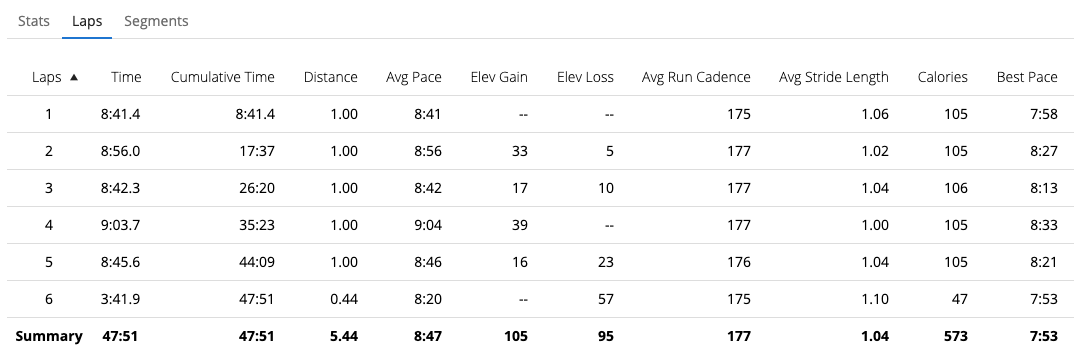 Stats Laps Segments
Laps ▲ Time Cumulative Time Distance Avg Pace Elev Gain Elev Loss Avg Run Cadence Avg Stride Length Calories Best Pace
1 8:41.4 8:41.4 1.00 8:41 -- -- 175 1.06 105 7:58
2 8:56.0 17:37 1.00 8:56 33 5 177 1.02 105 8:27
3 8:42.3 26:20 1.00 8:42 17 10 177 1.04 106 8:13
4 9:03.7 35:23 1.00 9:04 39 -- 177 1.00 105 8:33
5 8:45.6 44:09 1.00 8:46 16 23 176 1.04 105 8:21
6 3:41.9 47:51 0.44 8:20 -- 57 175 1.10 47 7:53
Summary 47:51 47:51 5.44 8:47 105 95 177 1.04 573 7:53